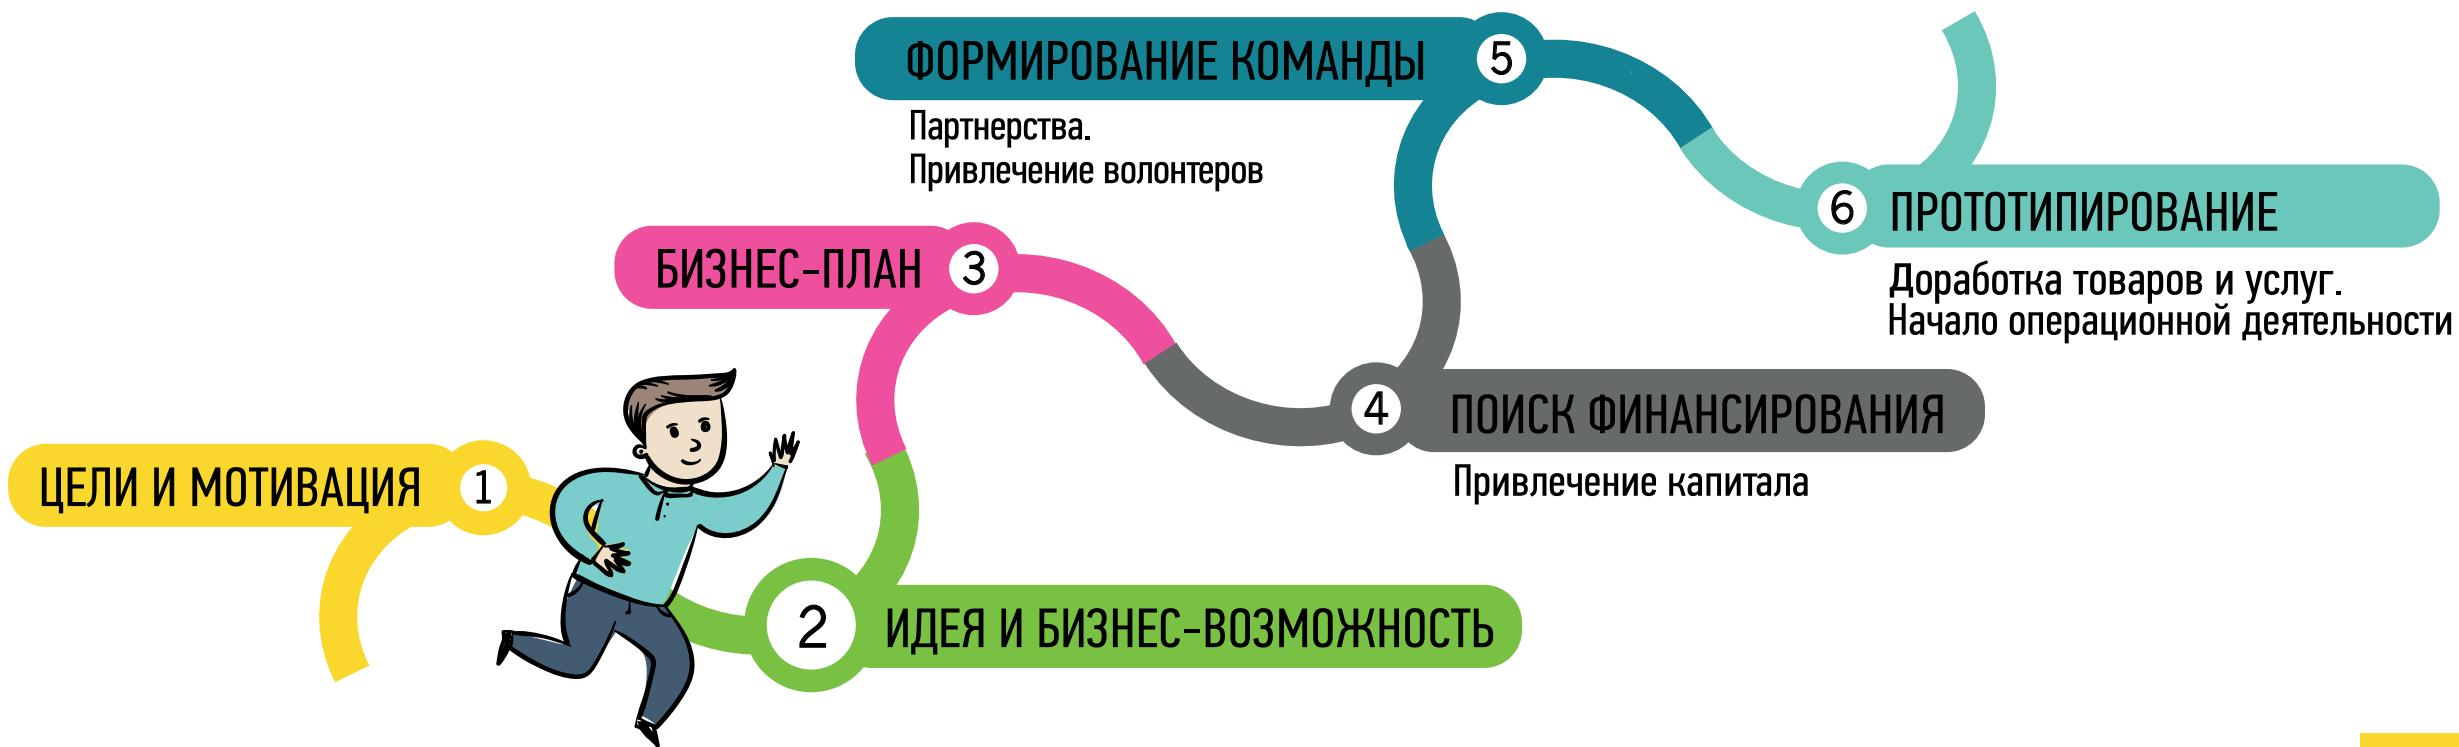 ЦЕЛИ И МОТИВАЦИЯ 1
2 ИДЕЯ И БИЗНЕС-ВОЗМОЖНОСТЬ
БИЗНЕС-ПЛАН 3
4 ПОИСК ФИНАНСИРОВАНИЯ
Привлечение капитала
ФОРМИРОВАНИЕ КОМАНДЫ 5
Партнерства.
Привлечение волонтеров
6 ПРОТОТИПИРОВАНИЕ
Доработка товаров и услуг.
Начало операционной деятельности